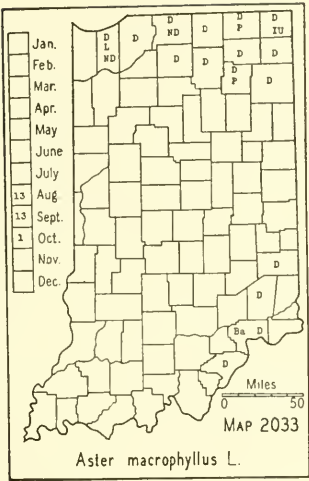 Jan.
Feb.
Mar.
Apr.
May
June
July
13 Aug.
13 Sept.
1 Oct.
Nov.
Dec.
D L ND
D
D ND
D
D P
D IU
D
D
D
D
D P
D
D
D
Ba
D
D
Miles
0 50
MAP 2033
Aster macrophyllus L.